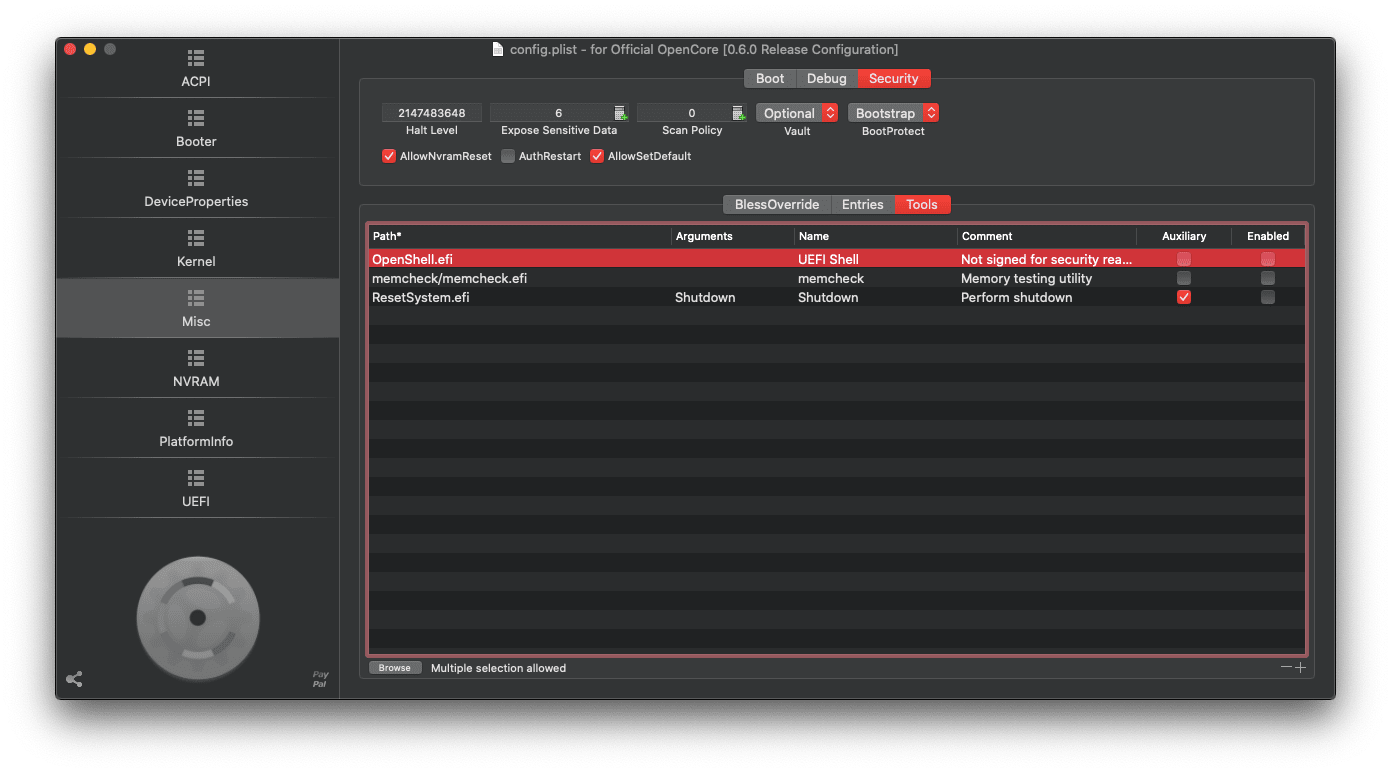 config.plist - for Official OpenCore [0.6.0 Release Configuration]
ACPI
Booter
DeviceProperties
Kernel
Misc
NVRAM
PlatformInfo
UEFI
Pay
Pal
Boot Debug Security
2147483648 6 0 Optional Bootstrap
Halt Level Expose Sensitive Data Scan Policy Vault BootProtect
AllowNvramReset AuthRestart AllowSetDefault
BlessOverride Entries Tools
Path* Arguments Name Comment Auxiliary Enabled
OpenShell.efi UEFI Shell Not signed for security rea...
memcheck/memcheck.efi memcheck Memory testing utility
ResetSystem.efi Shutdown Shutdown Perform shutdown
Browse Multiple selection allowed